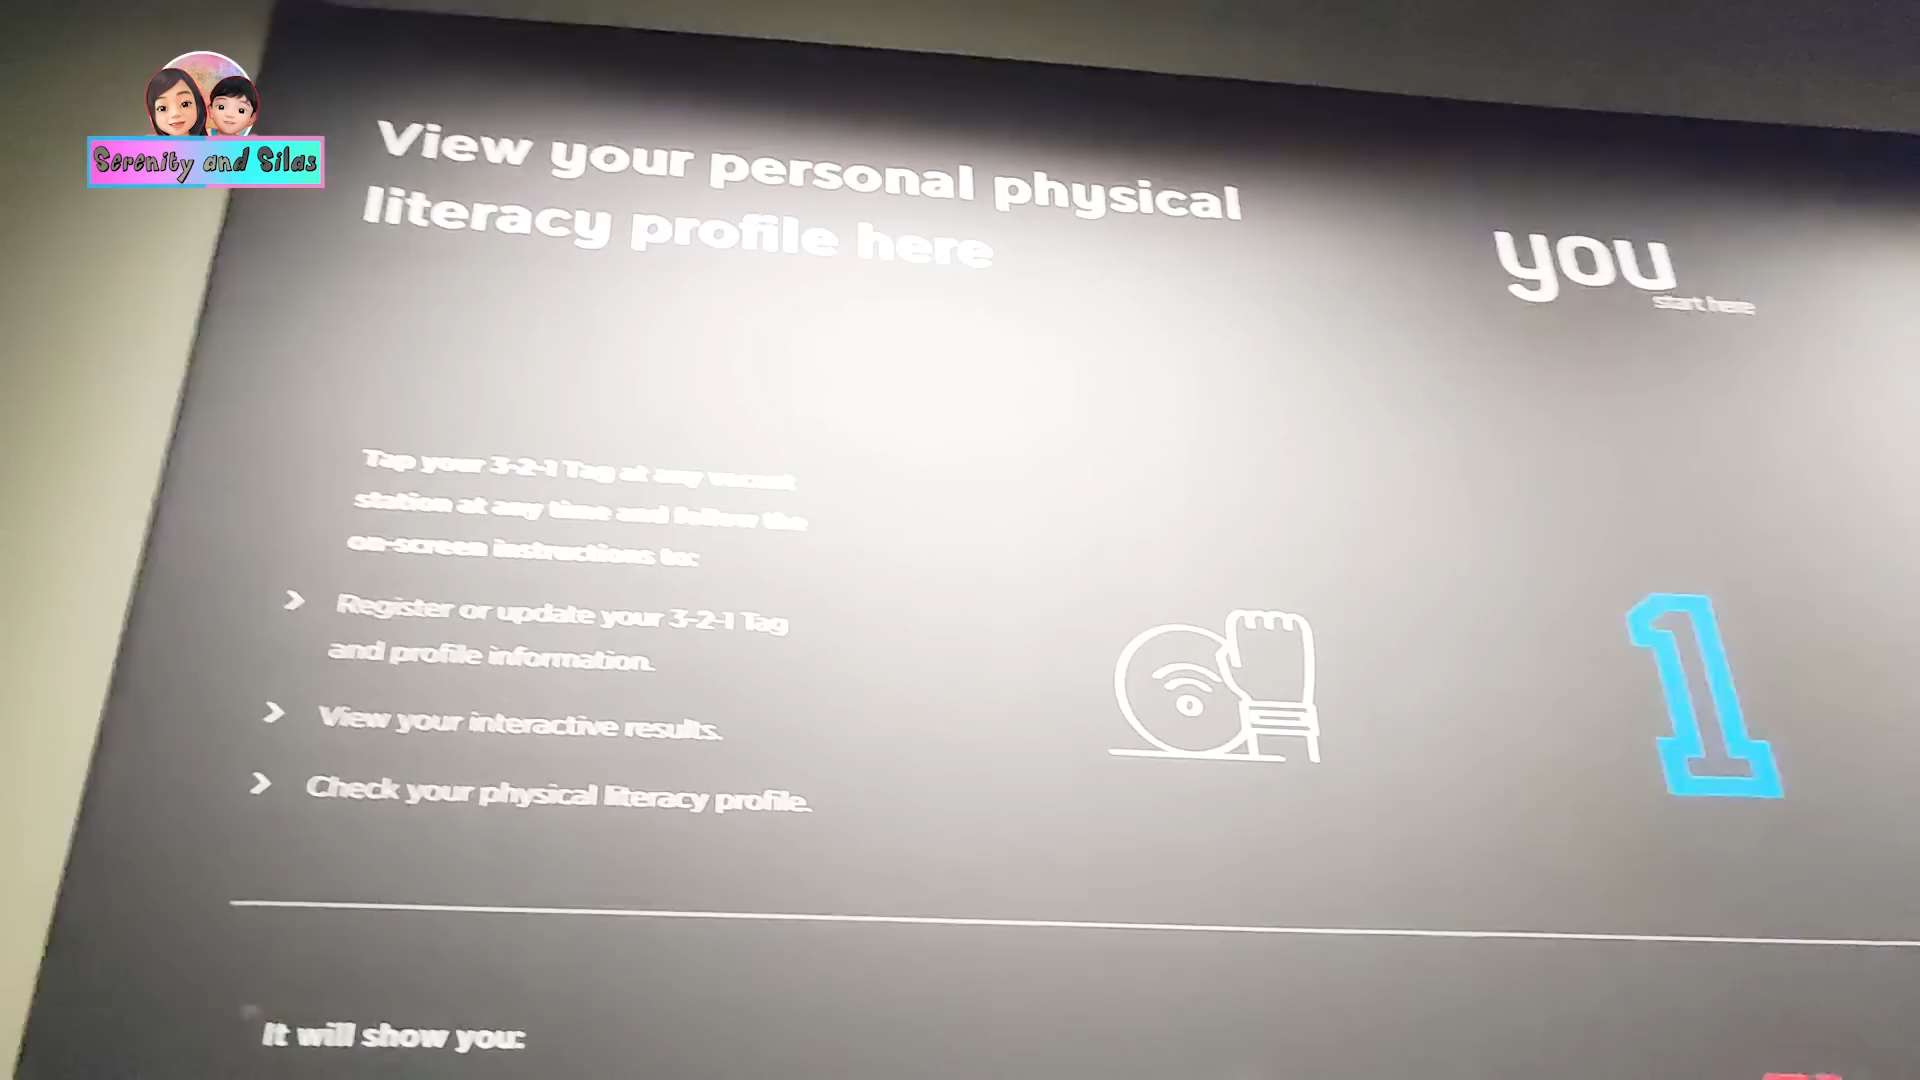 Serenity and Silas
View your personal physical
literacy profile here
you
start here
Tap your 3-2-1 Tag at any vacant
station at any time and follow the
on-screen instructions to:
Register or update your 3-2-1 Tag
and profile information.
View your interactive results.
Check your physical literacy profile.
1
It will show you: